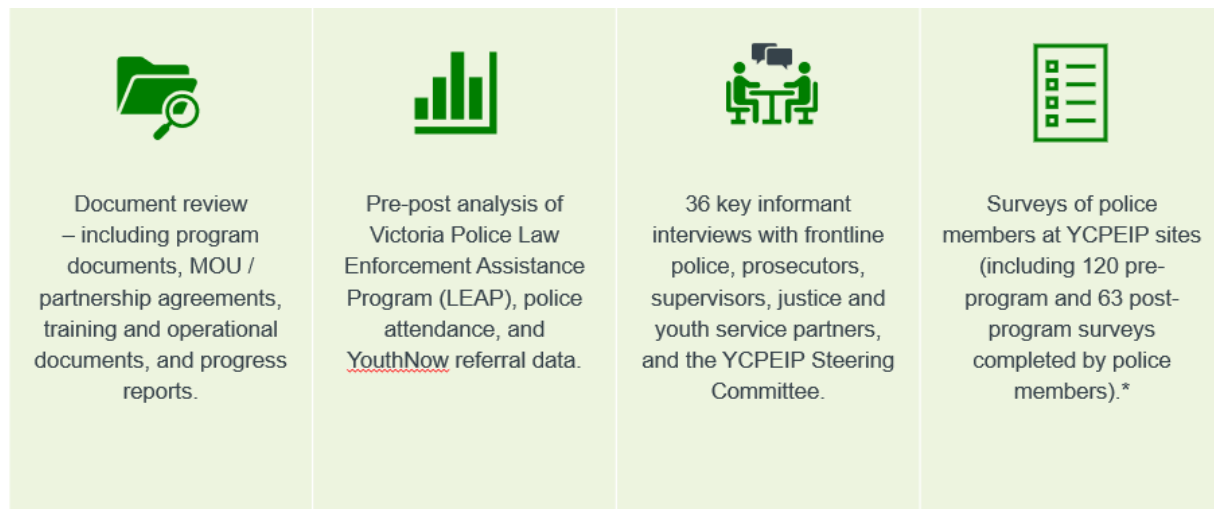 Document review
– including program
documents, MOU /
partnership agreements,
training and operational
documents, and progress
reports.
Pre-post analysis of
Victoria Police Law
Enforcement Assistance
Program (LEAP), police
attendance, and
YouthNow referral data.
36 key informant
interviews with frontline
police, prosecutors,
supervisors, justice and
youth service partners,
and the YCPEIP Steering
Committee.
Surveys of police
members at YCPEIP sites
(including 120 pre-
program and 63 post-
program surveys
completed by police
members).*